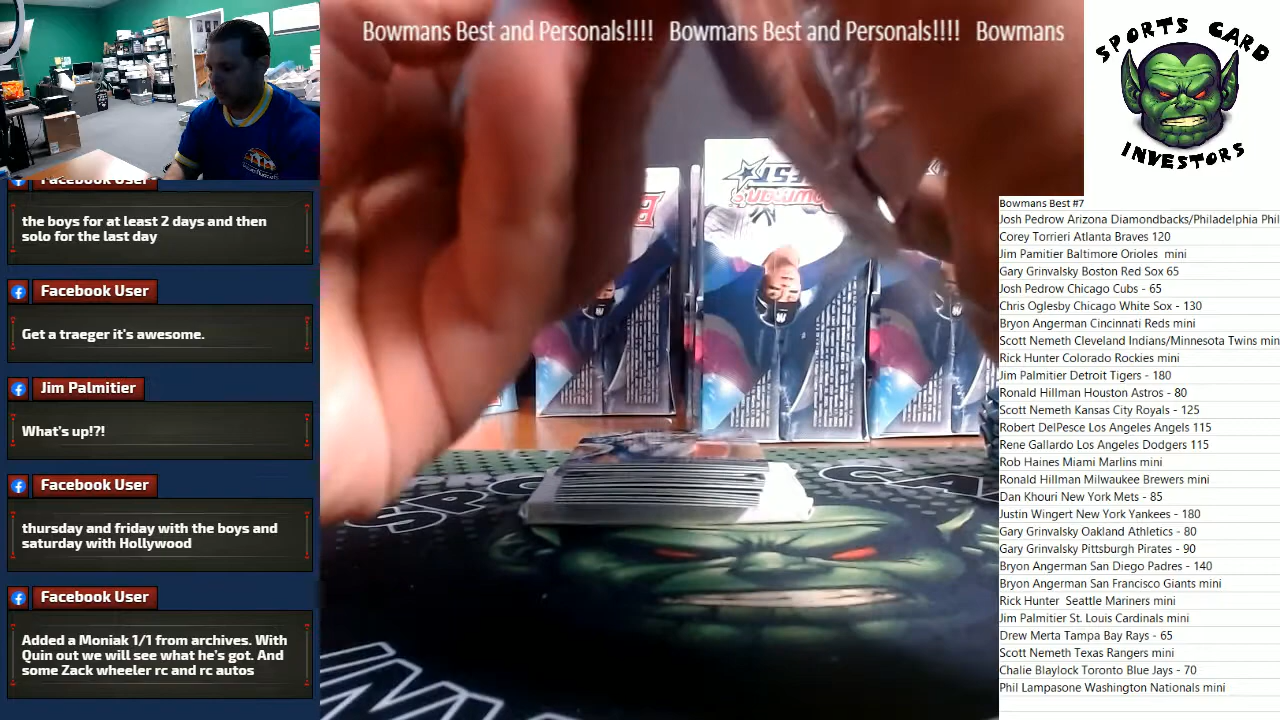 Bowmans Best and Personals!!!! Bowmans Best and Personals!!!! Bowmans
SPORTS CARD
INVESTORS
Facebook User
the boys for at least 2 days and then
solo for the last day
Facebook User
Get a traeger it's awesome.
Jim Palmitier
What's up!?!
Facebook User
thursday and friday with the boys and
saturday with Hollywood
Facebook User
Added a Moniak 1/1 from archives. With
Quin out we will see what he's got. And
some Zack wheeler rc and rc autos
Bowmans Best #7
Josh Pedrow Arizona Diamondbacks/Philadelphia Phil
Corey Torrieri Atlanta Braves 120
Jim Pamitier Baltimore Orioles mini
Gary Grinvalsky Boston Red Sox 65
Josh Pedrow Chicago Cubs - 65
Chris Oglesby Chicago White Sox - 130
Bryon Angerman Cincinnati Reds mini
Scott Nemeth Cleveland Indians/Minnesota Twins min
Rick Hunter Colorado Rockies mini
Jim Palmitier Detroit Tigers - 180
Ronald Hillman Houston Astros - 80
Scott Nemeth Kansas City Royals - 125
Robert DelPesce Los Angeles Angels 115
Rene Gallardo Los Angeles Dodgers 115
Rob Haines Miami Marlins mini
Ronald Hillman Milwaukee Brewers mini
Dan Khouri New York Mets - 85
Justin Wingert New York Yankees - 180
Gary Grinvalsky Oakland Athletics - 80
Gary Grinvalsky Pittsburgh Pirates - 90
Bryon Angerman San Diego Padres - 140
Bryon Angerman San Francisco Giants mini
Rick Hunter Seattle Mariners mini
Jim Palmitier St. Louis Cardinals mini
Drew Merta Tampa Bay Rays - 65
Scott Nemeth Texas Rangers mini
Chalie Blaylock Toronto Blue Jays - 70
Phil Lampasone Washington Nationals mini